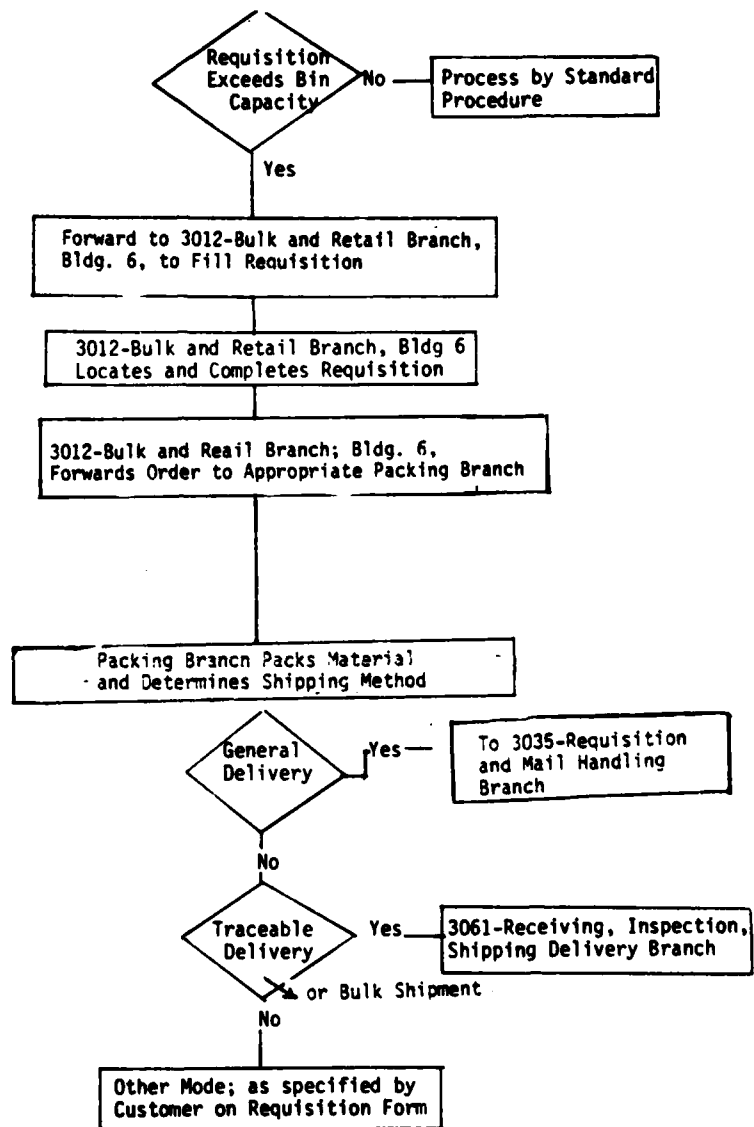 Requisition
Exceeds Bin
Capacity
No
Process by Standard
Procedure
Yes
Forward to 3012-Bulk and Retail Branch,
Bldg. 6, to Fill Requisition
3012-Bulk and Retail Branch, Bldg 6
Locates and Completes Requisition
3012-Bulk and Reail Branch; Bldg. 6,
Forwards Order to Appropriate Packing Branch
Packing Branch Packs Material
and Determines Shipping Method
General
Delivery
Yes
To 3035-Requisition
and Mail Handling
Branch
No
Traceable
Delivery
Yes
3061-Receiving, Inspection,
Shipping Delivery Branch
or Bulk Shipment
No
Other Mode; as specified by
Customer on Requisition Form